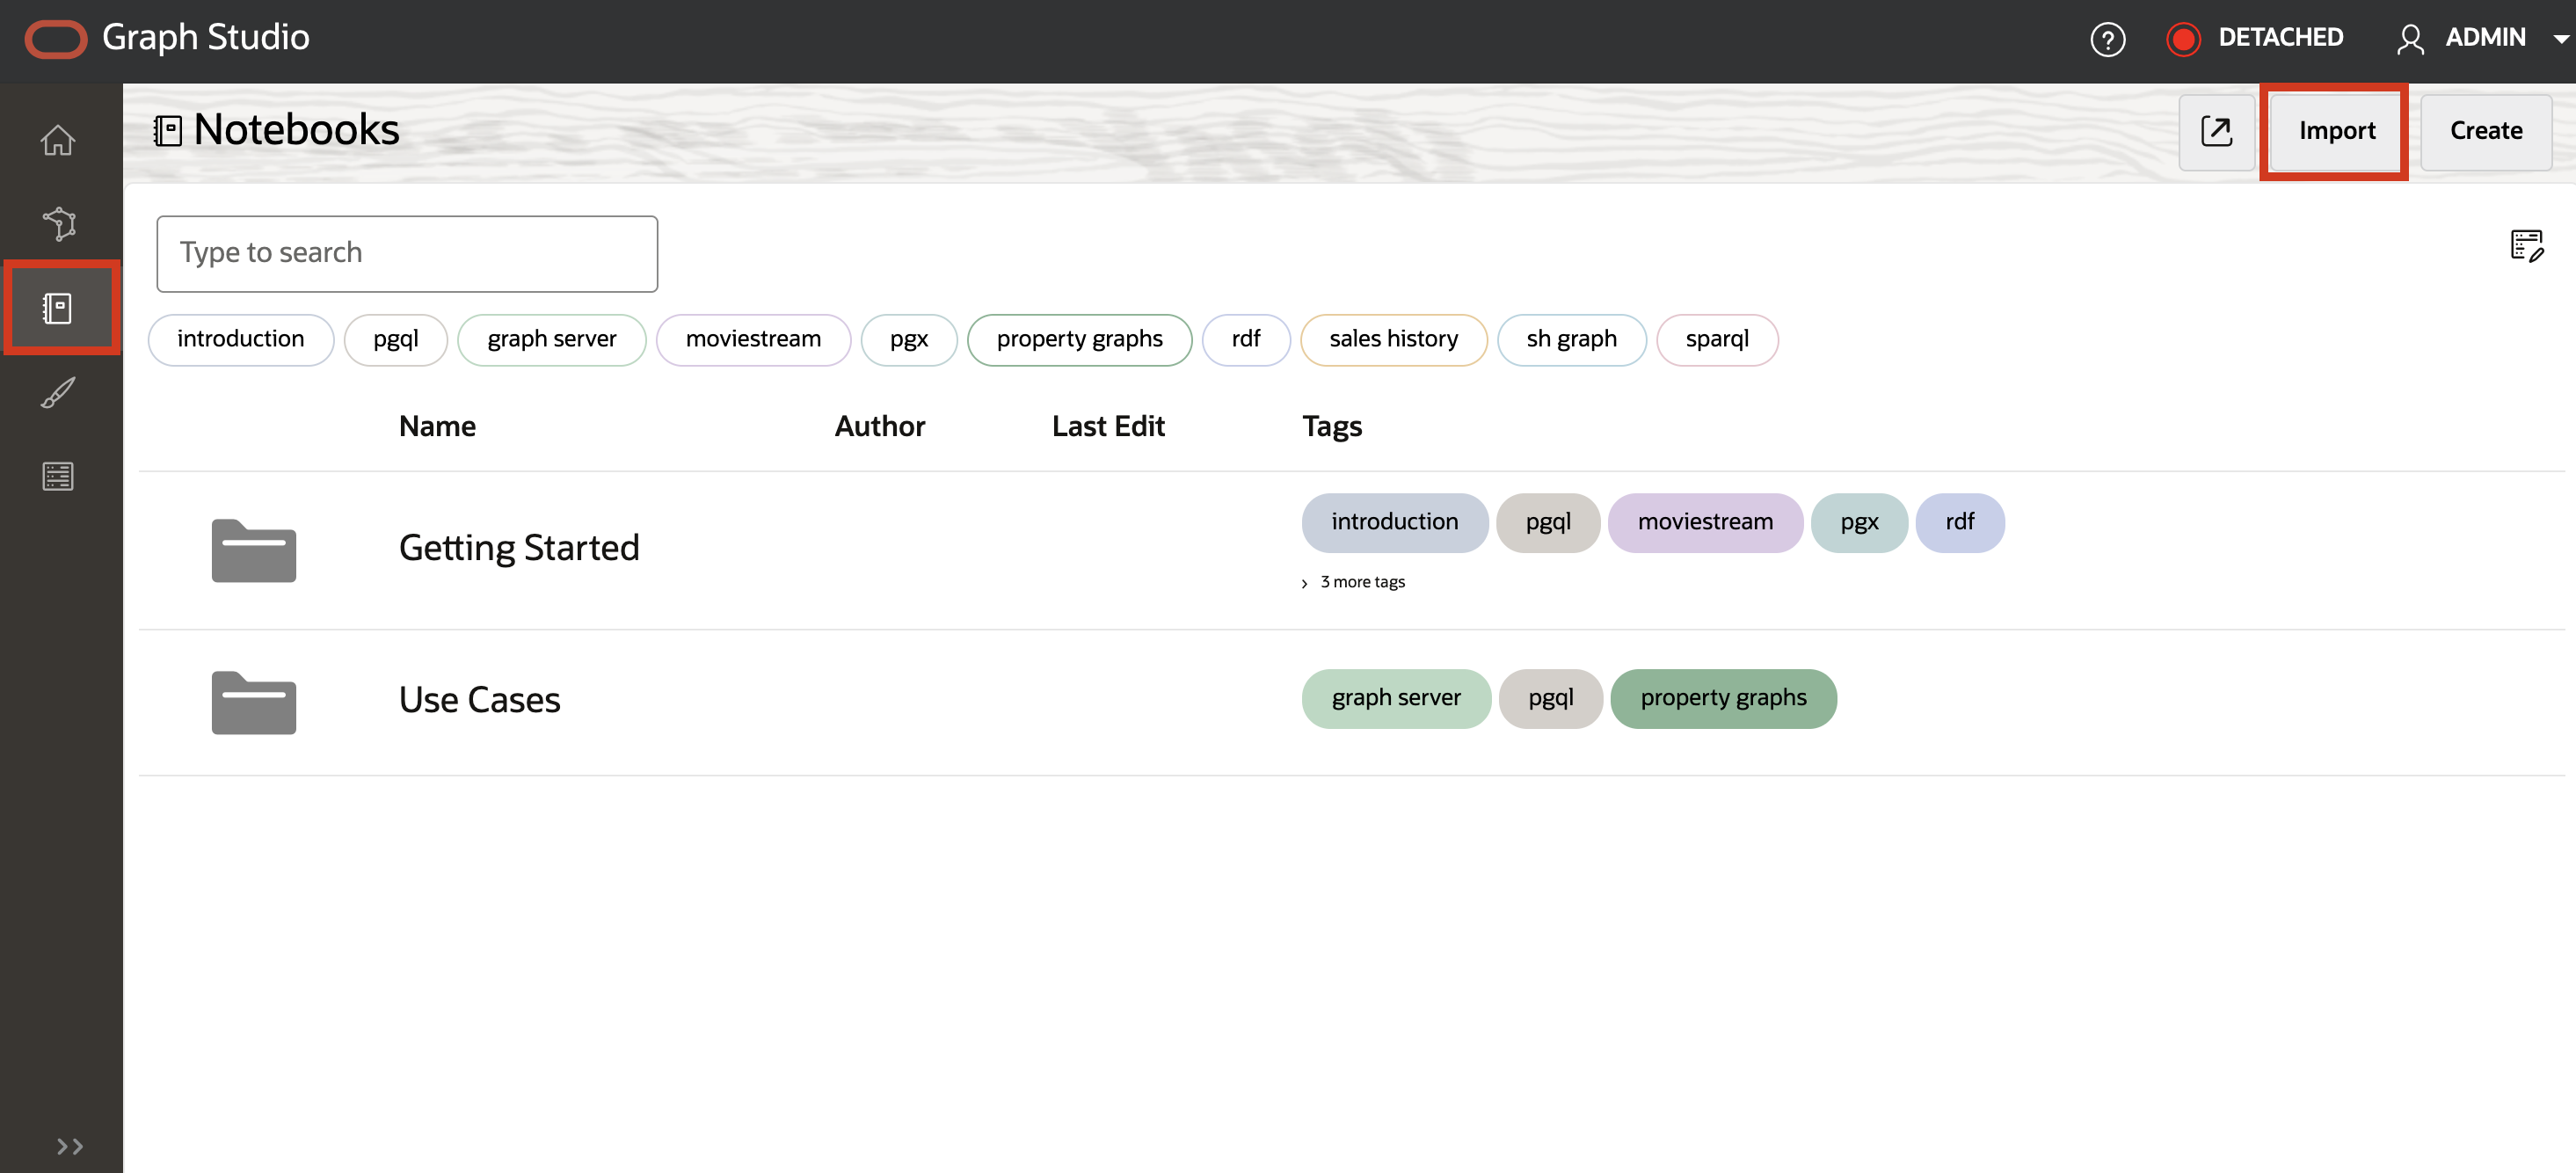 Graph Studio
? DETACHED ADMIN
Notebooks
Import
Create
Type to search
introduction pgql graph server moviestream pgx property graphs rdf sales history sh graph sparql
Name Author Last Edit Tags
Getting Started
introduction pgql moviestream pgx rdf
3 more tags
Use Cases
graph server pgql property graphs